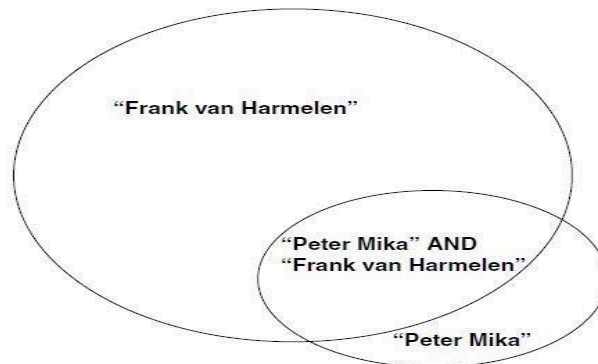 “Frank van Harmelen”
“Peter Mika” AND
“Frank van Harmelen”
“Peter Mika”